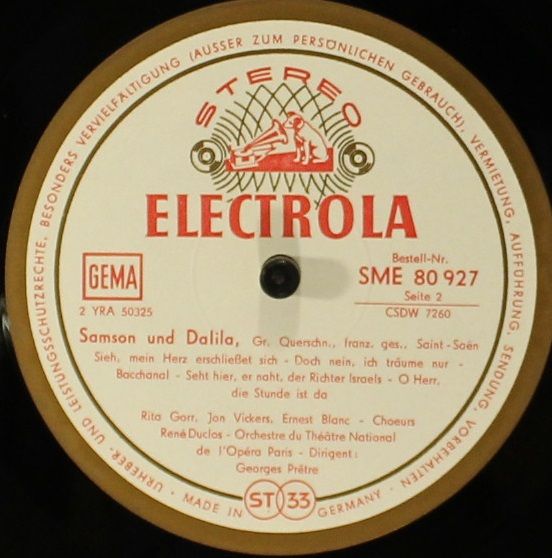 URHEBER- UND LEISTUNGSSCHUTZRECHTE, BESONDERS VERVIELFÄLTIGUNG (AUSSER ZUM PERSÖNLICHEN GEBRAUCH), VERMIETUNG, AUFFÜHRUNG, SENDUNG, VORBEHALTEN
STEREO
ELECTROLA
GEMA
2 YRA 50325
Bestell-Nr.
SME 80 927
Seite 2
CSDW 7260
Samson und Dalila, Gr. Querschn., franz. ges., Saint-Saën
Sieh, mein Herz erschließet sich - Doch nein, ich träume nur -
Bacchanal - Seht hier, er naht, der Richter Israels - O Herr,
die Stunde ist da
Rita Gorr, Jon Vickers, Ernest Blanc - Choeurs
René Duclos - Orchestre du Théâtre National
de l'Opéra Paris - Dirigent:
Georges Prêtre
MADE IN GERMANY
ST 33